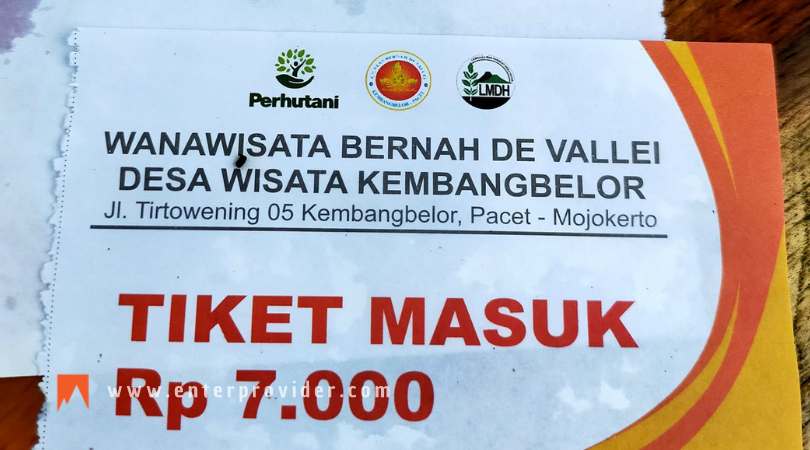 Perhutani
LMDH
WANAWISATA BERNAH DE VALLEI
DESA WISATA KEMBANGBELOR
Jl. Tirtowening 05 Kembangbelor, Pacet - Mojokerto
TIKET MASUK
Rp 7.000
www.enterprovider.com